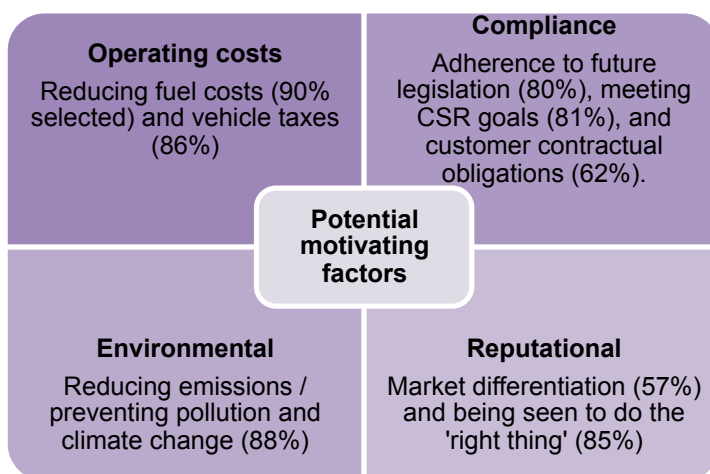 Operating costs
Reducing fuel costs (90%
selected) and vehicle taxes
(86%)
Compliance
Adherence to future
legislation (80%), meeting
CSR goals (81%), and
customer contractual
obligations (62%).
Potential
motivating
factors
Environmental
Reducing emissions /
preventing pollution and
climate change (88%)
Reputational
Market differentiation (57%)
and being seen to do the
'right thing' (85%)